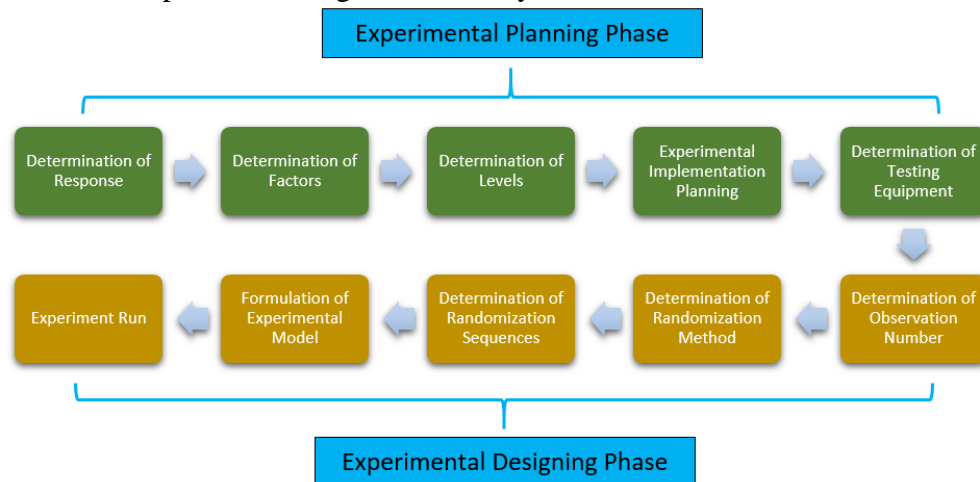 Experimental Planning Phase
Determination of
Response
Determination of
Factors
Determination of
Levels
Experimental
Implementation
Planning
Determination of
Testing
Equipment
Experiment Run
Formulation of
Experimental
Model
Determination of
Randomization
Sequences
Determination of
Randomization
Method
Determination of
Observation
Number
Experimental Designing Phase